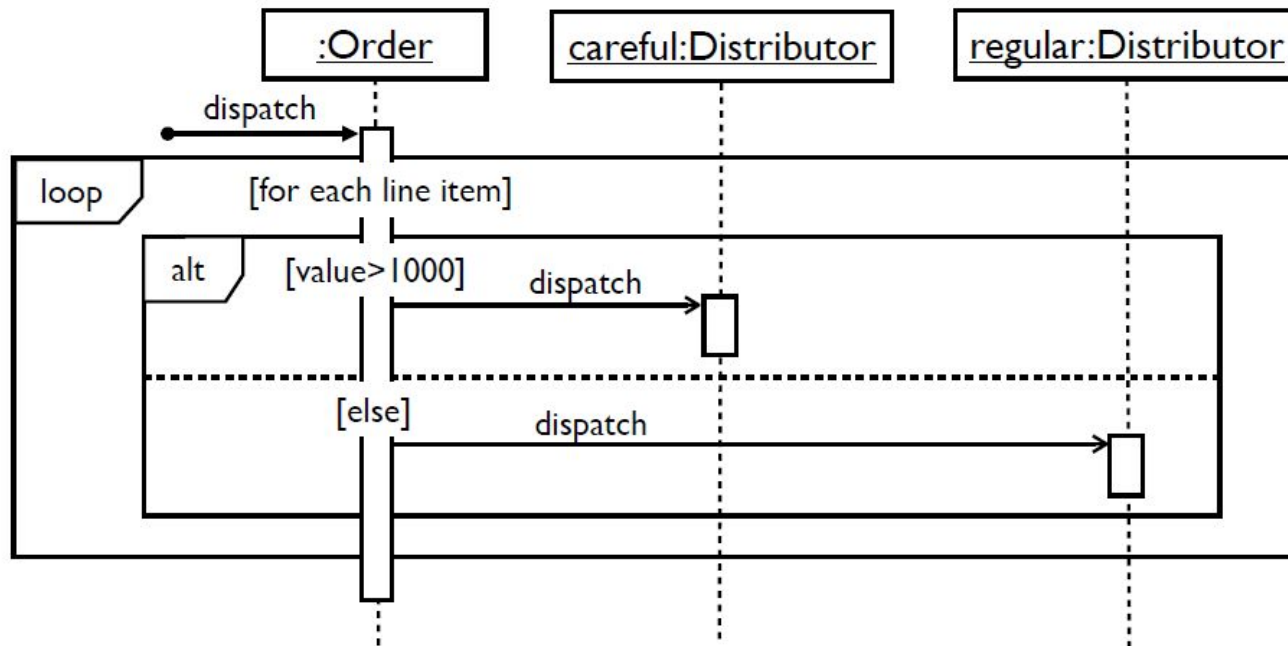 :Order
careful:Distributor
regular:Distributor
dispatch
loop
[for each line item]
alt
[value>1000]
dispatch
[else]
dispatch